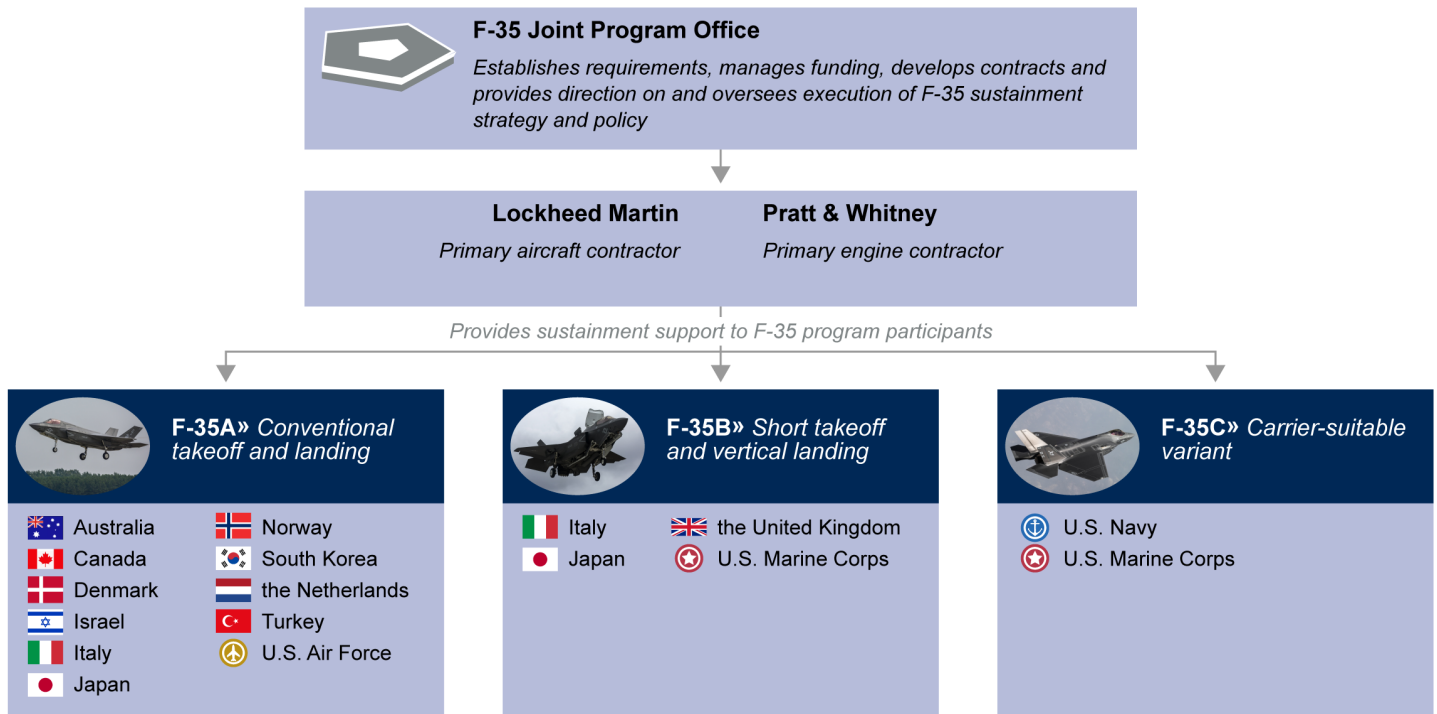 F-35 Joint Program Office
Establishes requirements, manages funding, develops contracts and
provides direction on and oversees execution of F-35 sustainment
strategy and policy
Lockheed Martin
Primary aircraft contractor
Pratt & Whitney
Primary engine contractor
Provides sustainment support to F-35 program participants
F-35A» Conventional
takeoff and landing
Australia
Canada
Denmark
Israel
Italy
Japan
Norway
South Korea
the Netherlands
Turkey
U.S. Air Force
F-35B» Short takeoff
and vertical landing
Italy
Japan
the United Kingdom
U.S. Marine Corps
F-35C» Carrier-suitable
variant
U.S. Navy
U.S. Marine Corps